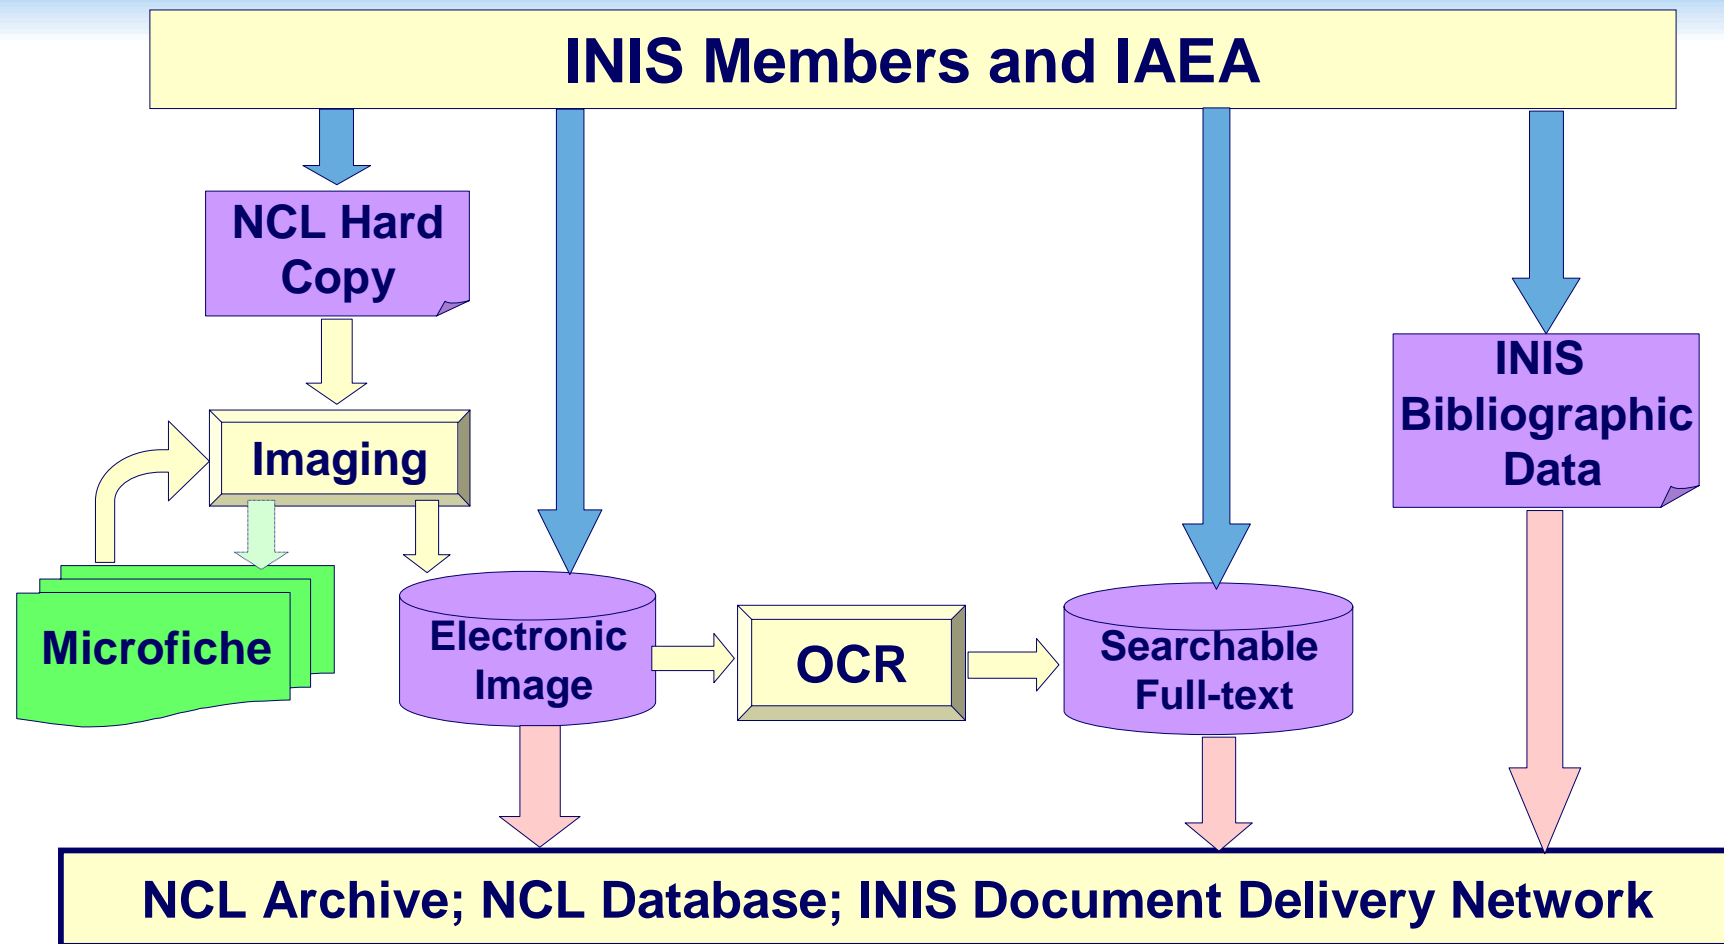 INIS Members and IAEA
NCL Hard
Copy
INIS
Bibliographic
Data
Imaging
Microfiche
Electronic
Image
OCR
Searchable
Full-text
NCL Archive; NCL Database; INIS Document Delivery Network